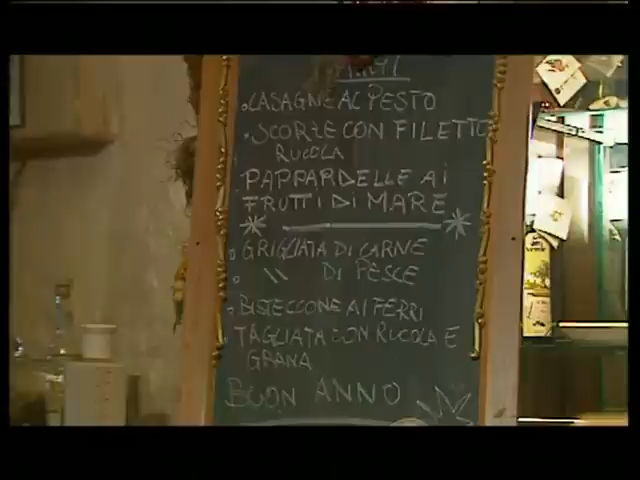 LASAGNE AL PESTO
SCORZE CON FILETTO
RUCOLA
PAPPARDELLE AI
FRUTTI DI MARE
GRIGLIATA DI CARNE
\\ DI PESCE
BISTECCONE AI FERRI
TAGLIATA CON RUCOLA E
GRANA
BUON ANNO